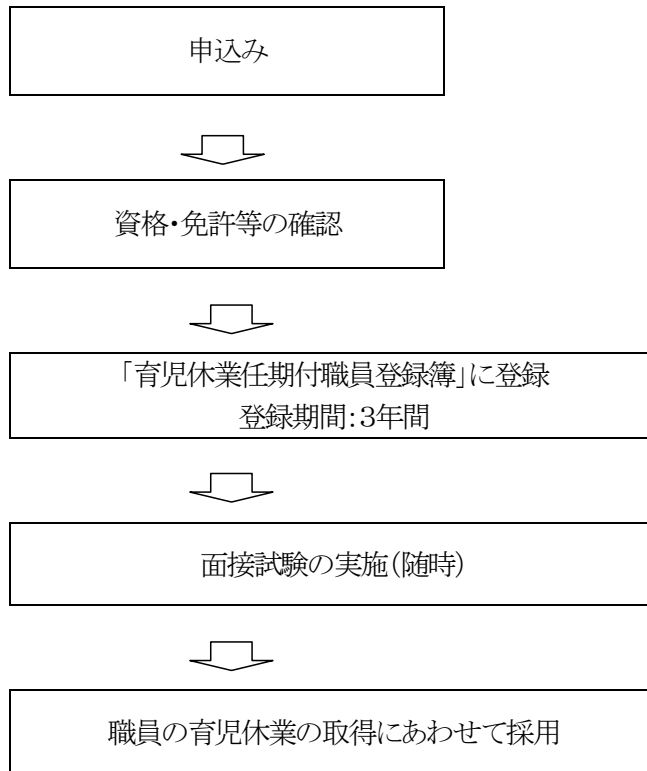 申込み
資格・免許等の確認
「育児休業任期付職員登録簿」に登録
登録期間:3年間
面接試験の実施(随時)
職員の育児休業の取得にあわせて採用